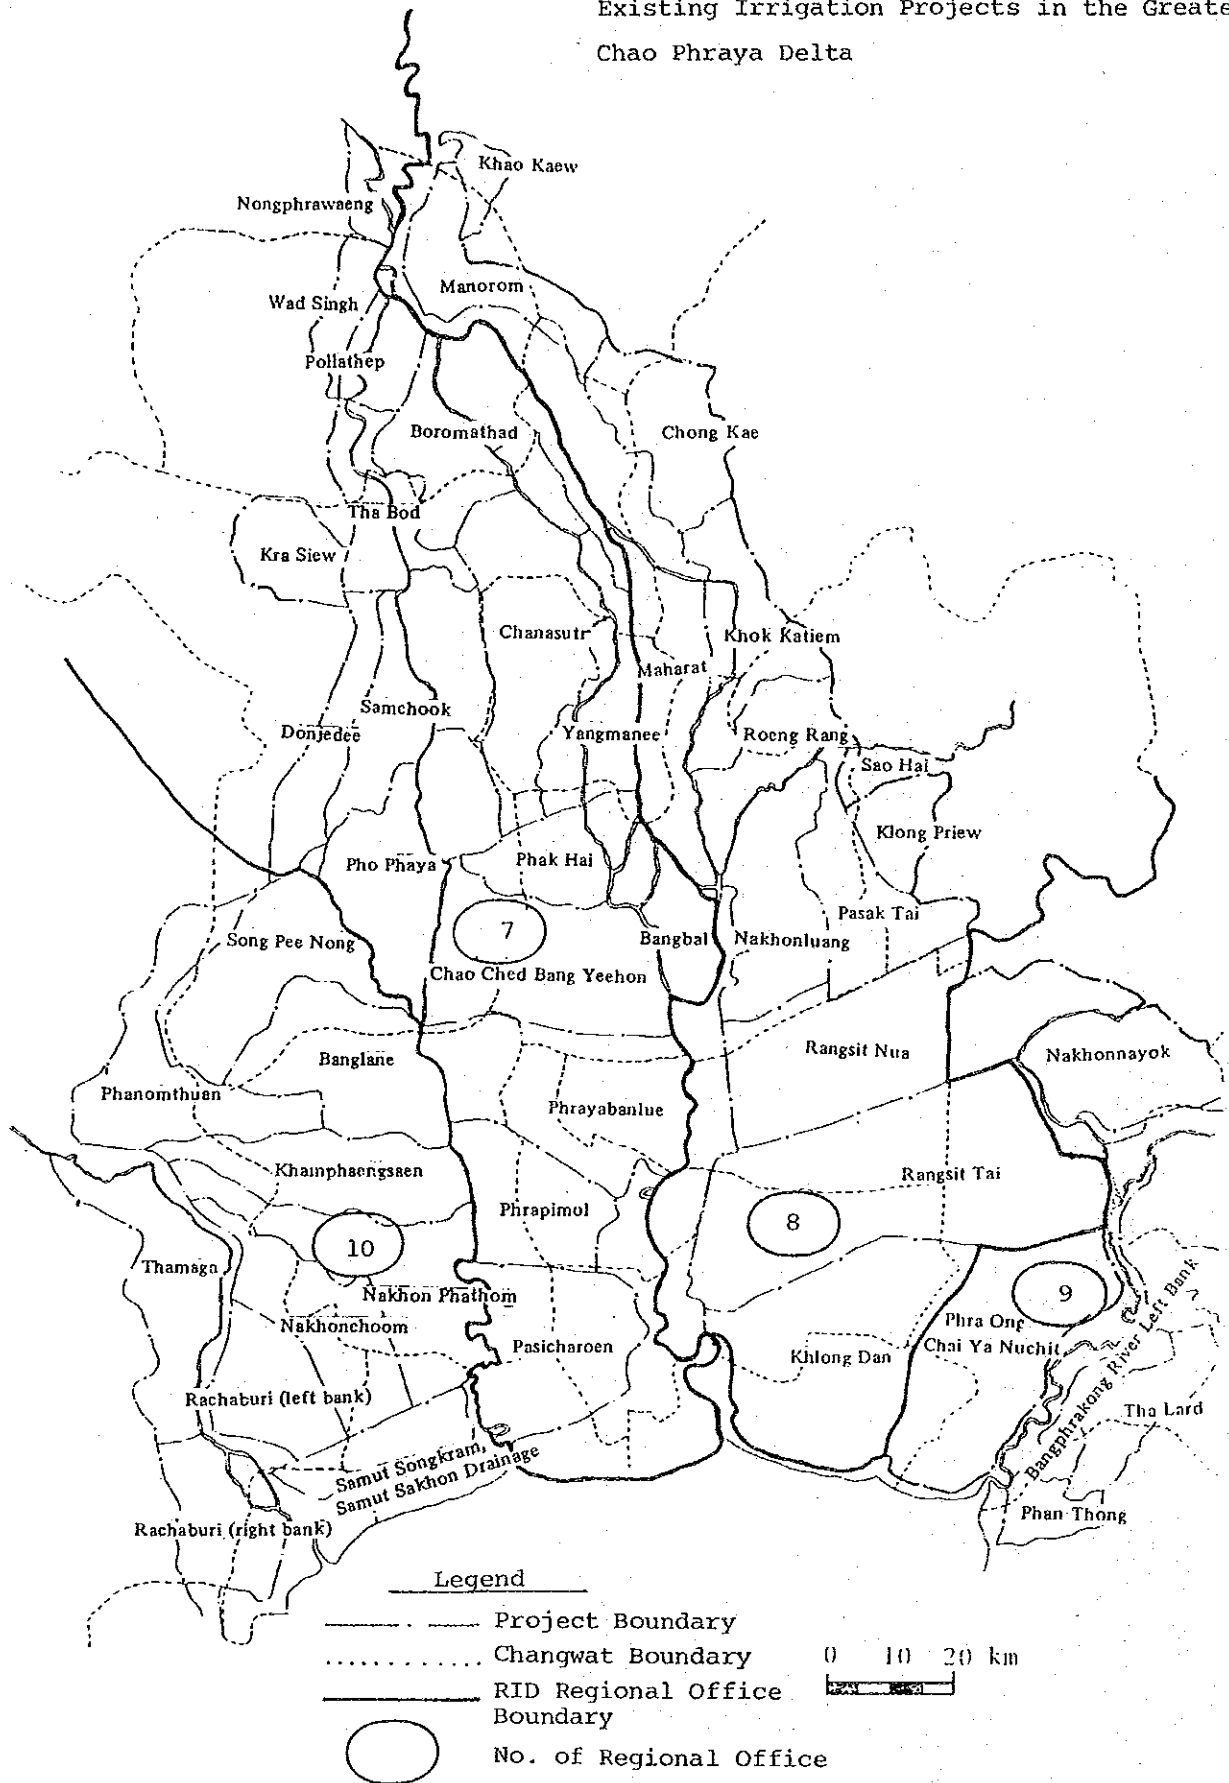 Existing Irrigation Projects in the Greate
Chao Phraya Delta
Khao Kaew
Nongphrawaeng
Manorom
Wad Singh
Pollathep
Boromathad
Chong Kae
Tha Bod
Kra Siew
Chanasutr
Khok Katiem
Maharat
Samchook
Donjedee
Yangmanee
Roeng Rang
Sao Hai
Klong Priew
Pho Phaya
Phak Hai
Pasak Tai
7
Song Pee Nong
Bangbal
Nakhonluang
Chao Ched Bang Yeehon
Banglane
Rangsit Nua
Nakhonnayok
Phanomthuan
Phrayabanlue
Khamphaengsaen
Rangsit Tai
Phrapimol
8
10
Thamaga
Nakhon Phathom
9
Nakhonchoom
Phra Ong
Chai Ya Nuchit
Pasicharoen
Khlong Dan
Bangphrakong River Left Bank
Rachaburi (left bank)
Tha Lard
Samut Songkram,
Samut Sakhon Drainage
Phan Thong
Rachaburi (right bank)
Legend
Project Boundary
Changwat Boundary
0 10 20 km
RID Regional Office
Boundary
No. of Regional Office